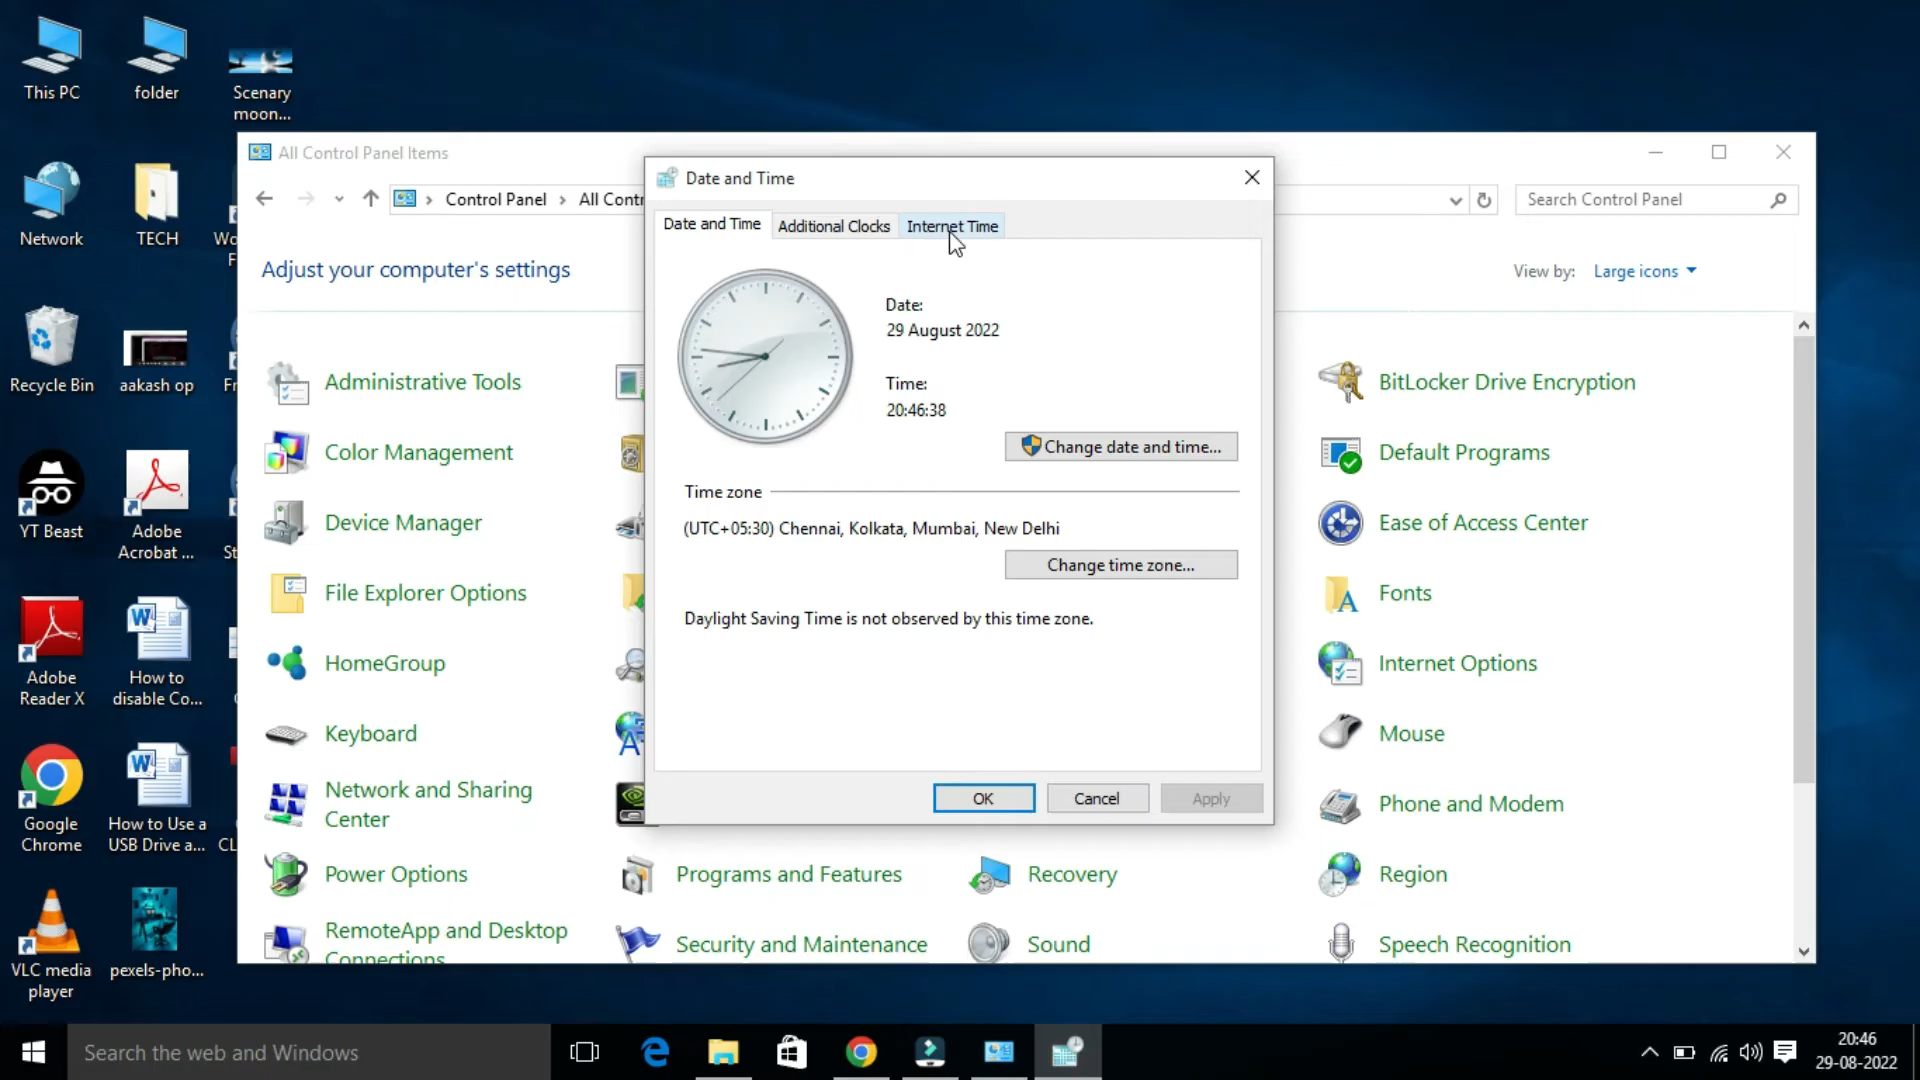 This PC
folder
Scenary
moon...
Network
TECH
Recycle Bin
aakash op
YT Beast
Adobe
Acrobat ...
Adobe
Reader X
How to
disable Co...
Google
Chrome
How to Use a
USB Drive a...
VLC media
player
pexels-pho...
All Control Panel Items
Control Panel
All Contr
Search Control Panel
Adjust your computer's settings
View by:
Large icons
Administrative Tools
BitLocker Drive Encryption
Color Management
Default Programs
Device Manager
Ease of Access Center
File Explorer Options
Fonts
HomeGroup
Internet Options
Keyboard
Mouse
Network and Sharing
Center
Phone and Modem
Power Options
Programs and Features
Recovery
Region
RemoteApp and Desktop
Connections
Security and Maintenance
Sound
Speech Recognition
Date and Time
Date and Time
Additional Clocks
Internet Time
Date:
29 August 2022
Time:
20:46:38
Change date and time...
Time zone
(UTC+05:30) Chennai, Kolkata, Mumbai, New Delhi
Change time zone...
Daylight Saving Time is not observed by this time zone.
OK
Cancel
Apply
Search the web and Windows
20:46
29-08-2022